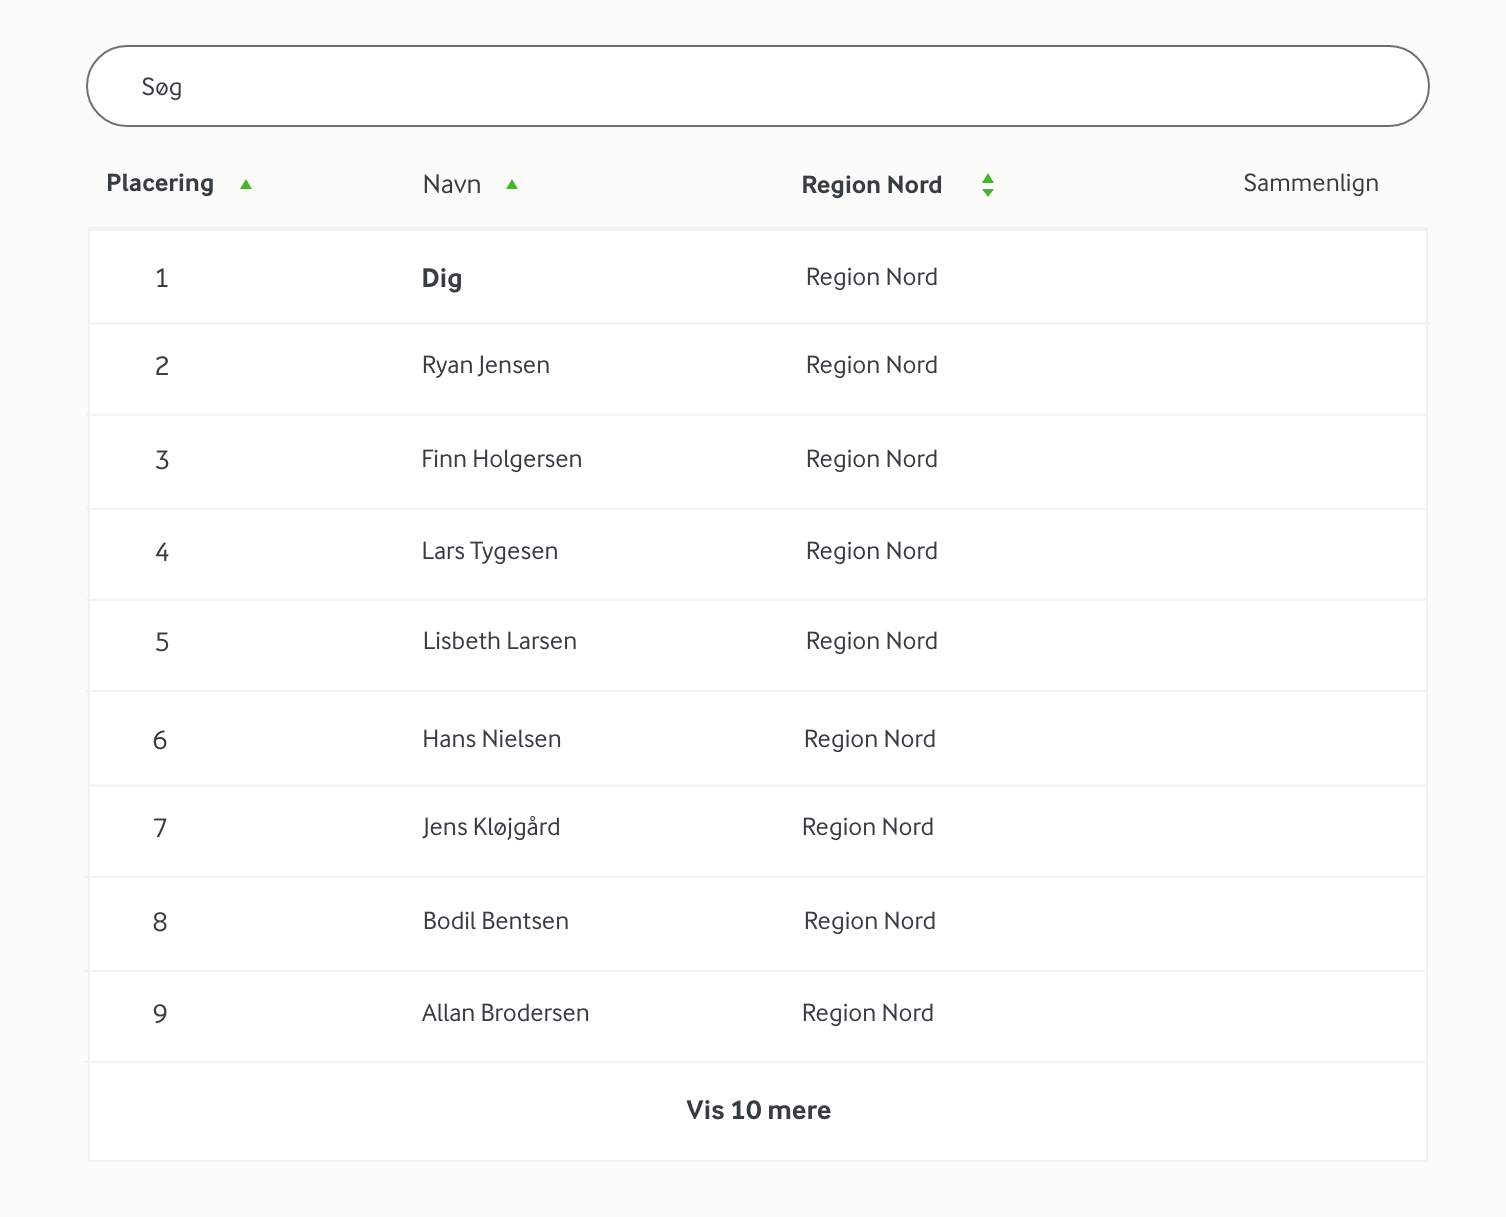 Søg
Placering Navn Region Nord Sammenlign
1 Dig Region Nord
2 Ryan Jensen Region Nord
3 Finn Holgersen Region Nord
4 Lars Tygesen Region Nord
5 Lisbeth Larsen Region Nord
6 Hans Nielsen Region Nord
7 Jens Kløjgård Region Nord
8 Bodil Bentsen Region Nord
9 Allan Brodersen Region Nord
Vis 10 mere